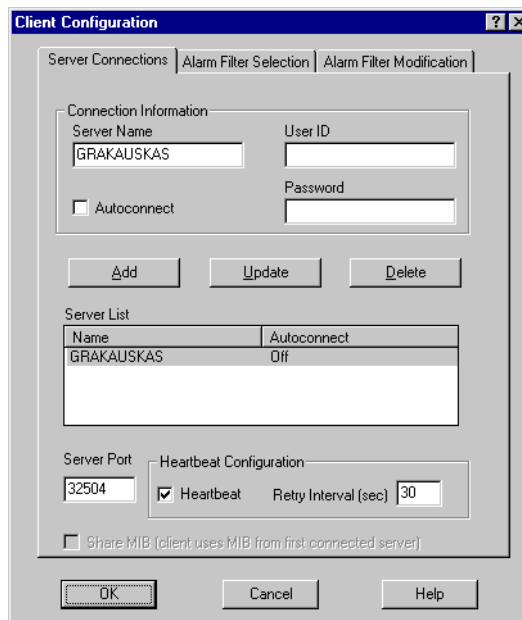 Client Configuration
Server Connections Alarm Filter Selection Alarm Filter Modification
Connection Information
Server Name User ID
GRAKAUSKAS
Password
Autoconnect
Add Update Delete
Server List
Name Autoconnect
GRAKAUSKAS Off
Server Port Heartbeat Configuration
32504 Heartbeat Retry Interval (sec) 30
Share MIB (client uses MIB from first connected server)
OK Cancel Help